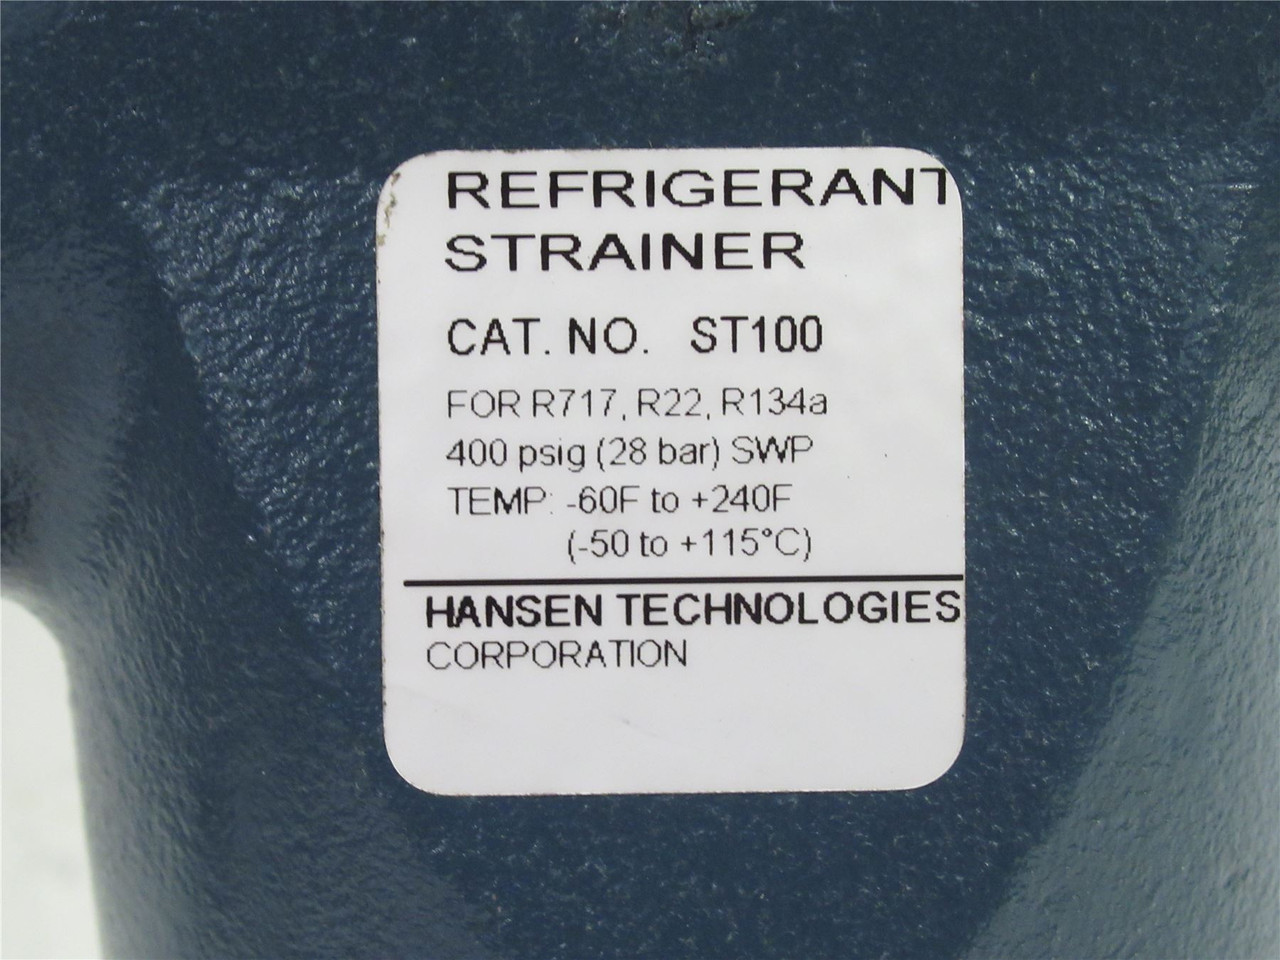 REFRIGERANT
STRAINER
CAT. NO. ST100
FOR R717, R22, R134a
400 psig (28 bar) SWP
TEMP: -60F to +240F
(-50 to +115°C)
HANSEN TECHNOLOGIES
CORPORATION